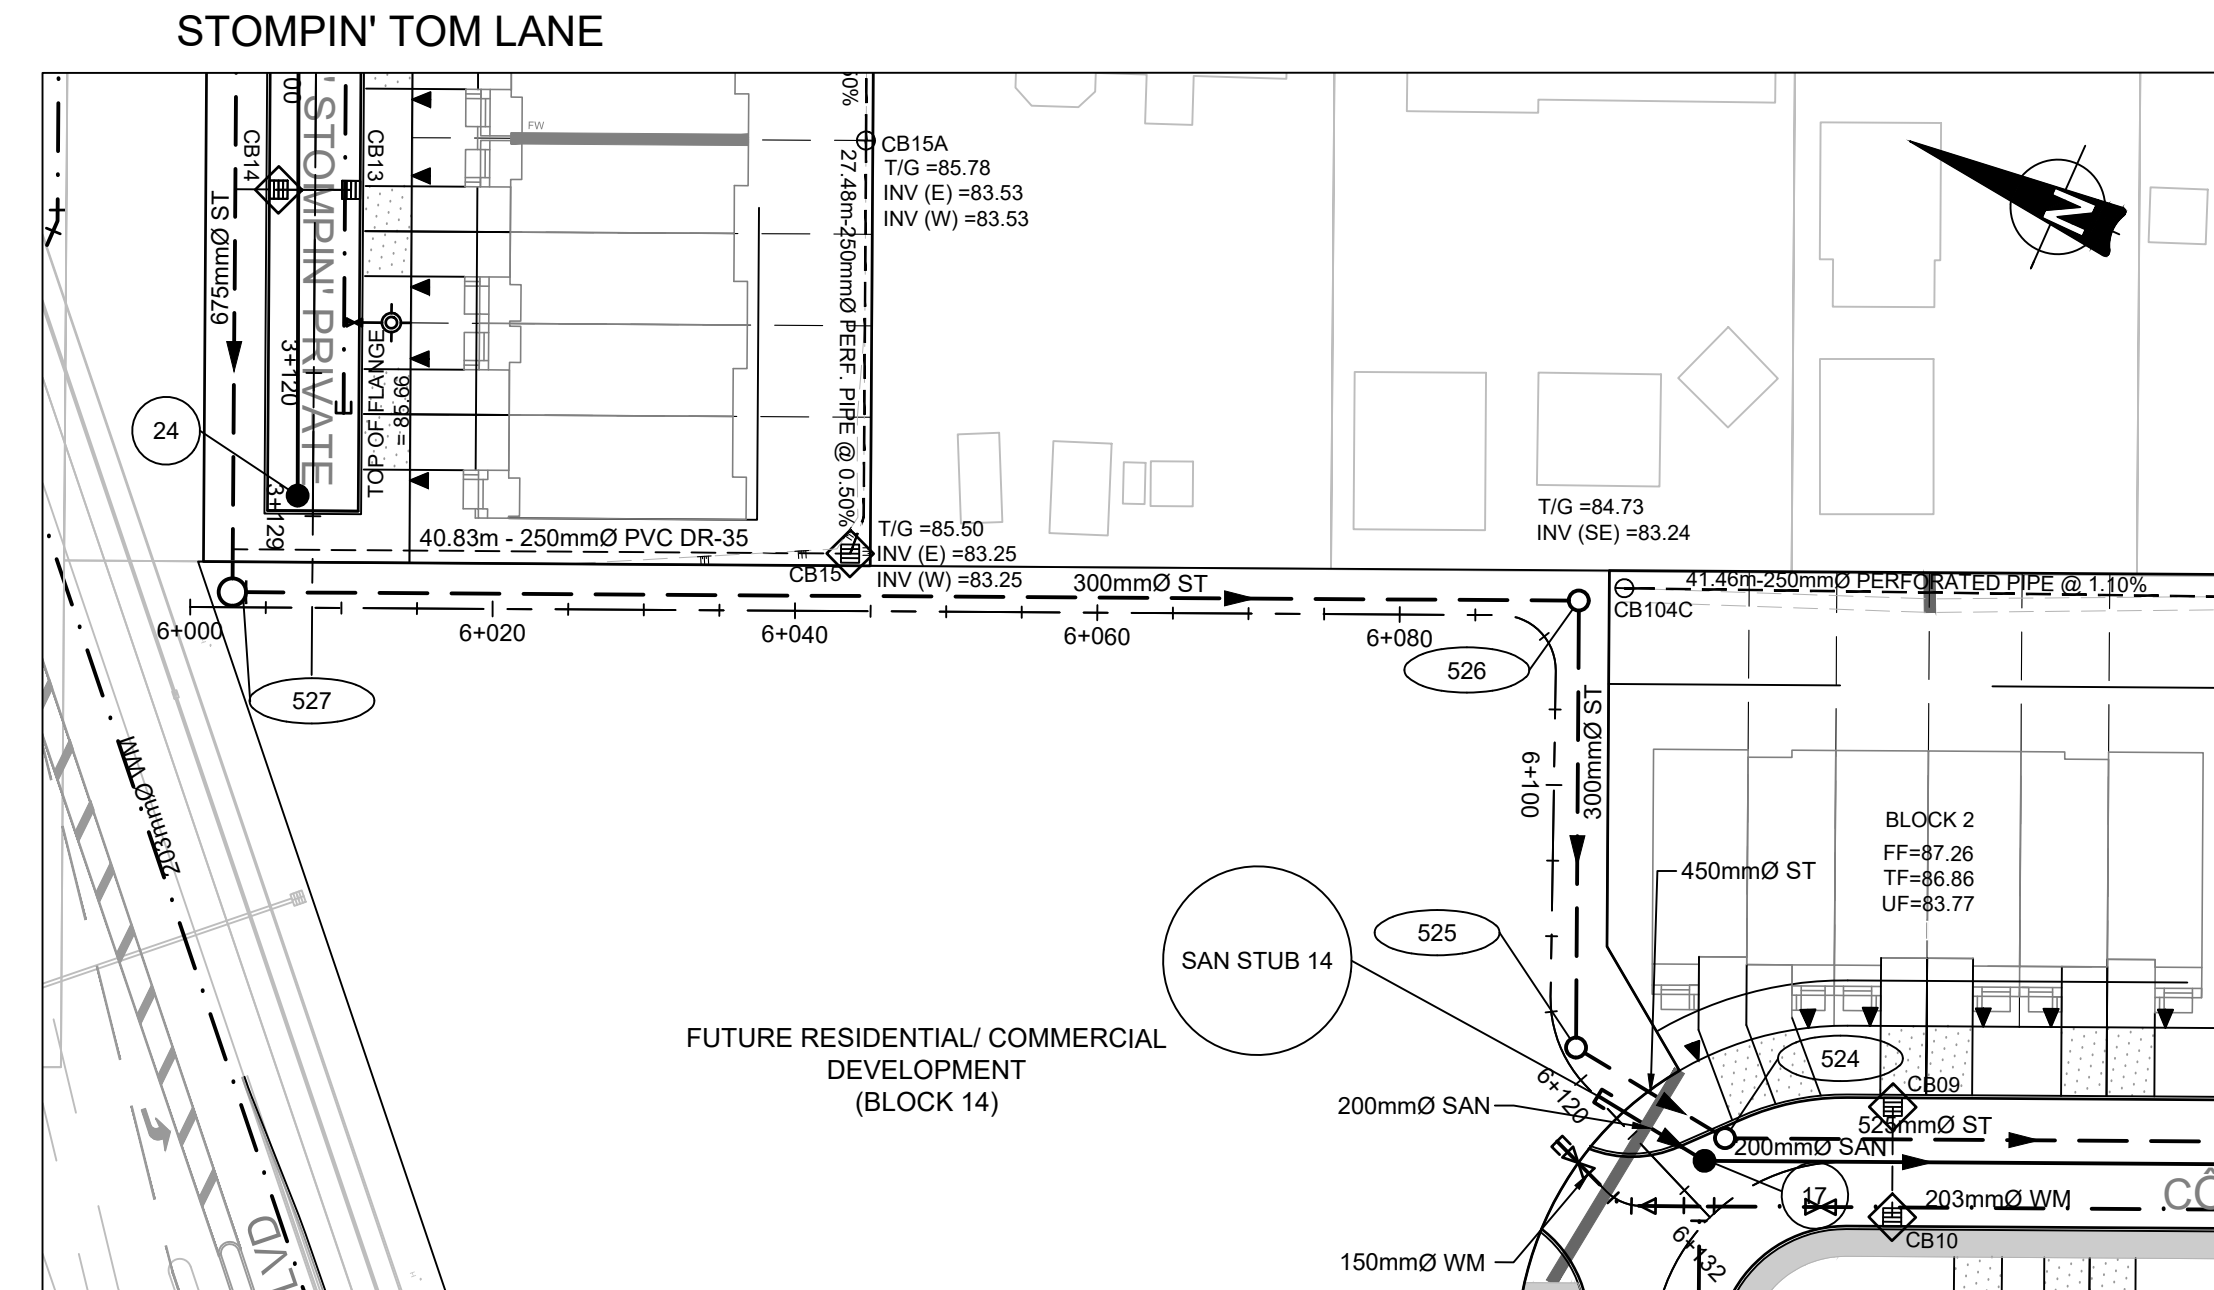 STOMPIN' TOM LANE
00
STOMPIN' PRIVATE
CB14
CB13
675mmØ ST
3+120
3+129
24
TOP OF FLANGE
= 85.66
FW
27.48m-250mmØ PERF. PIPE @ 0.50%
CB15A
T/G =85.78
INV (E) =83.53
INV (W) =83.53
N
40.83m - 250mmØ PVC DR-35
CB15
T/G =85.50
INV (E) =83.25
INV (W) =83.25
T/G =84.73
INV (SE) =83.24
300mmØ ST
41.46m-250mmØ PERFORATED PIPE @ 1.10%
CB104C
6+000
6+020
6+040
6+060
6+080
527
526
203mmØ WM
6+100
300mmØ ST
BLOCK 2
FF=87.26
TF=86.86
UF=83.77
450mmØ ST
525
SAN STUB 14
FUTURE RESIDENTIAL/ COMMERCIAL
DEVELOPMENT
(BLOCK 14)
524
CB09
6+120
200mmØ SAN
525mmØ ST
200mmØ SAN
17
203mmØ WM
CÔ
CB10
6+132
150mmØ WM
LVD